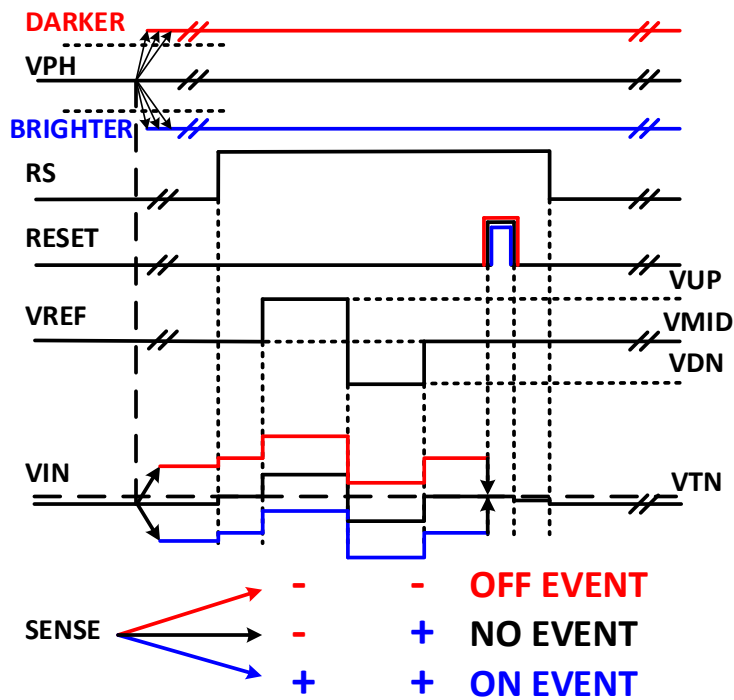 DARKER
VPH
BRIGHTER
RS
RESET
VUP
VREF
VMID
VDN
VIN
VTN
- - OFF EVENT
SENSE - + NO EVENT
+ + ON EVENT